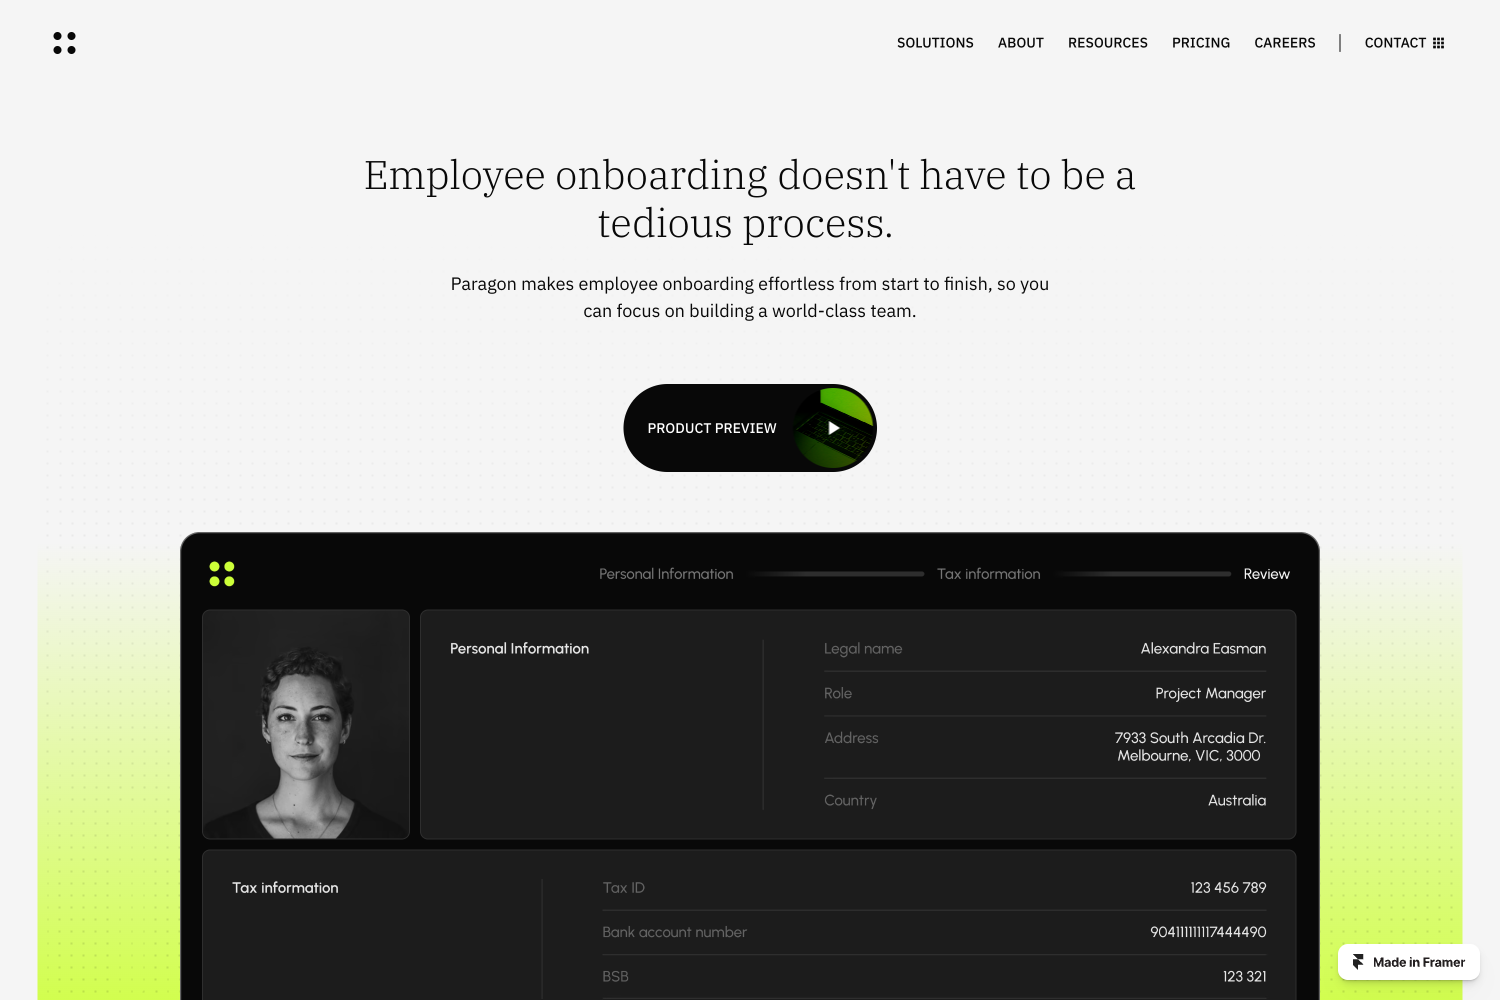 SOLUTIONS ABOUT RESOURCES PRICING CAREERS CONTACT
Employee onboarding doesn't have to be a
tedious process.
Paragon makes employee onboarding effortless from start to finish, so you
can focus on building a world-class team.
PRODUCT PREVIEW
Personal Information Tax information Review
Personal Information
Legal name Alexandra Easman
Role Project Manager
Address 7933 South Arcadia Dr.
Melbourne, VIC, 3000
Country Australia
Tax information
Tax ID 123 456 789
Bank account number 904111111117444490
BSB 123 321
Made in Framer